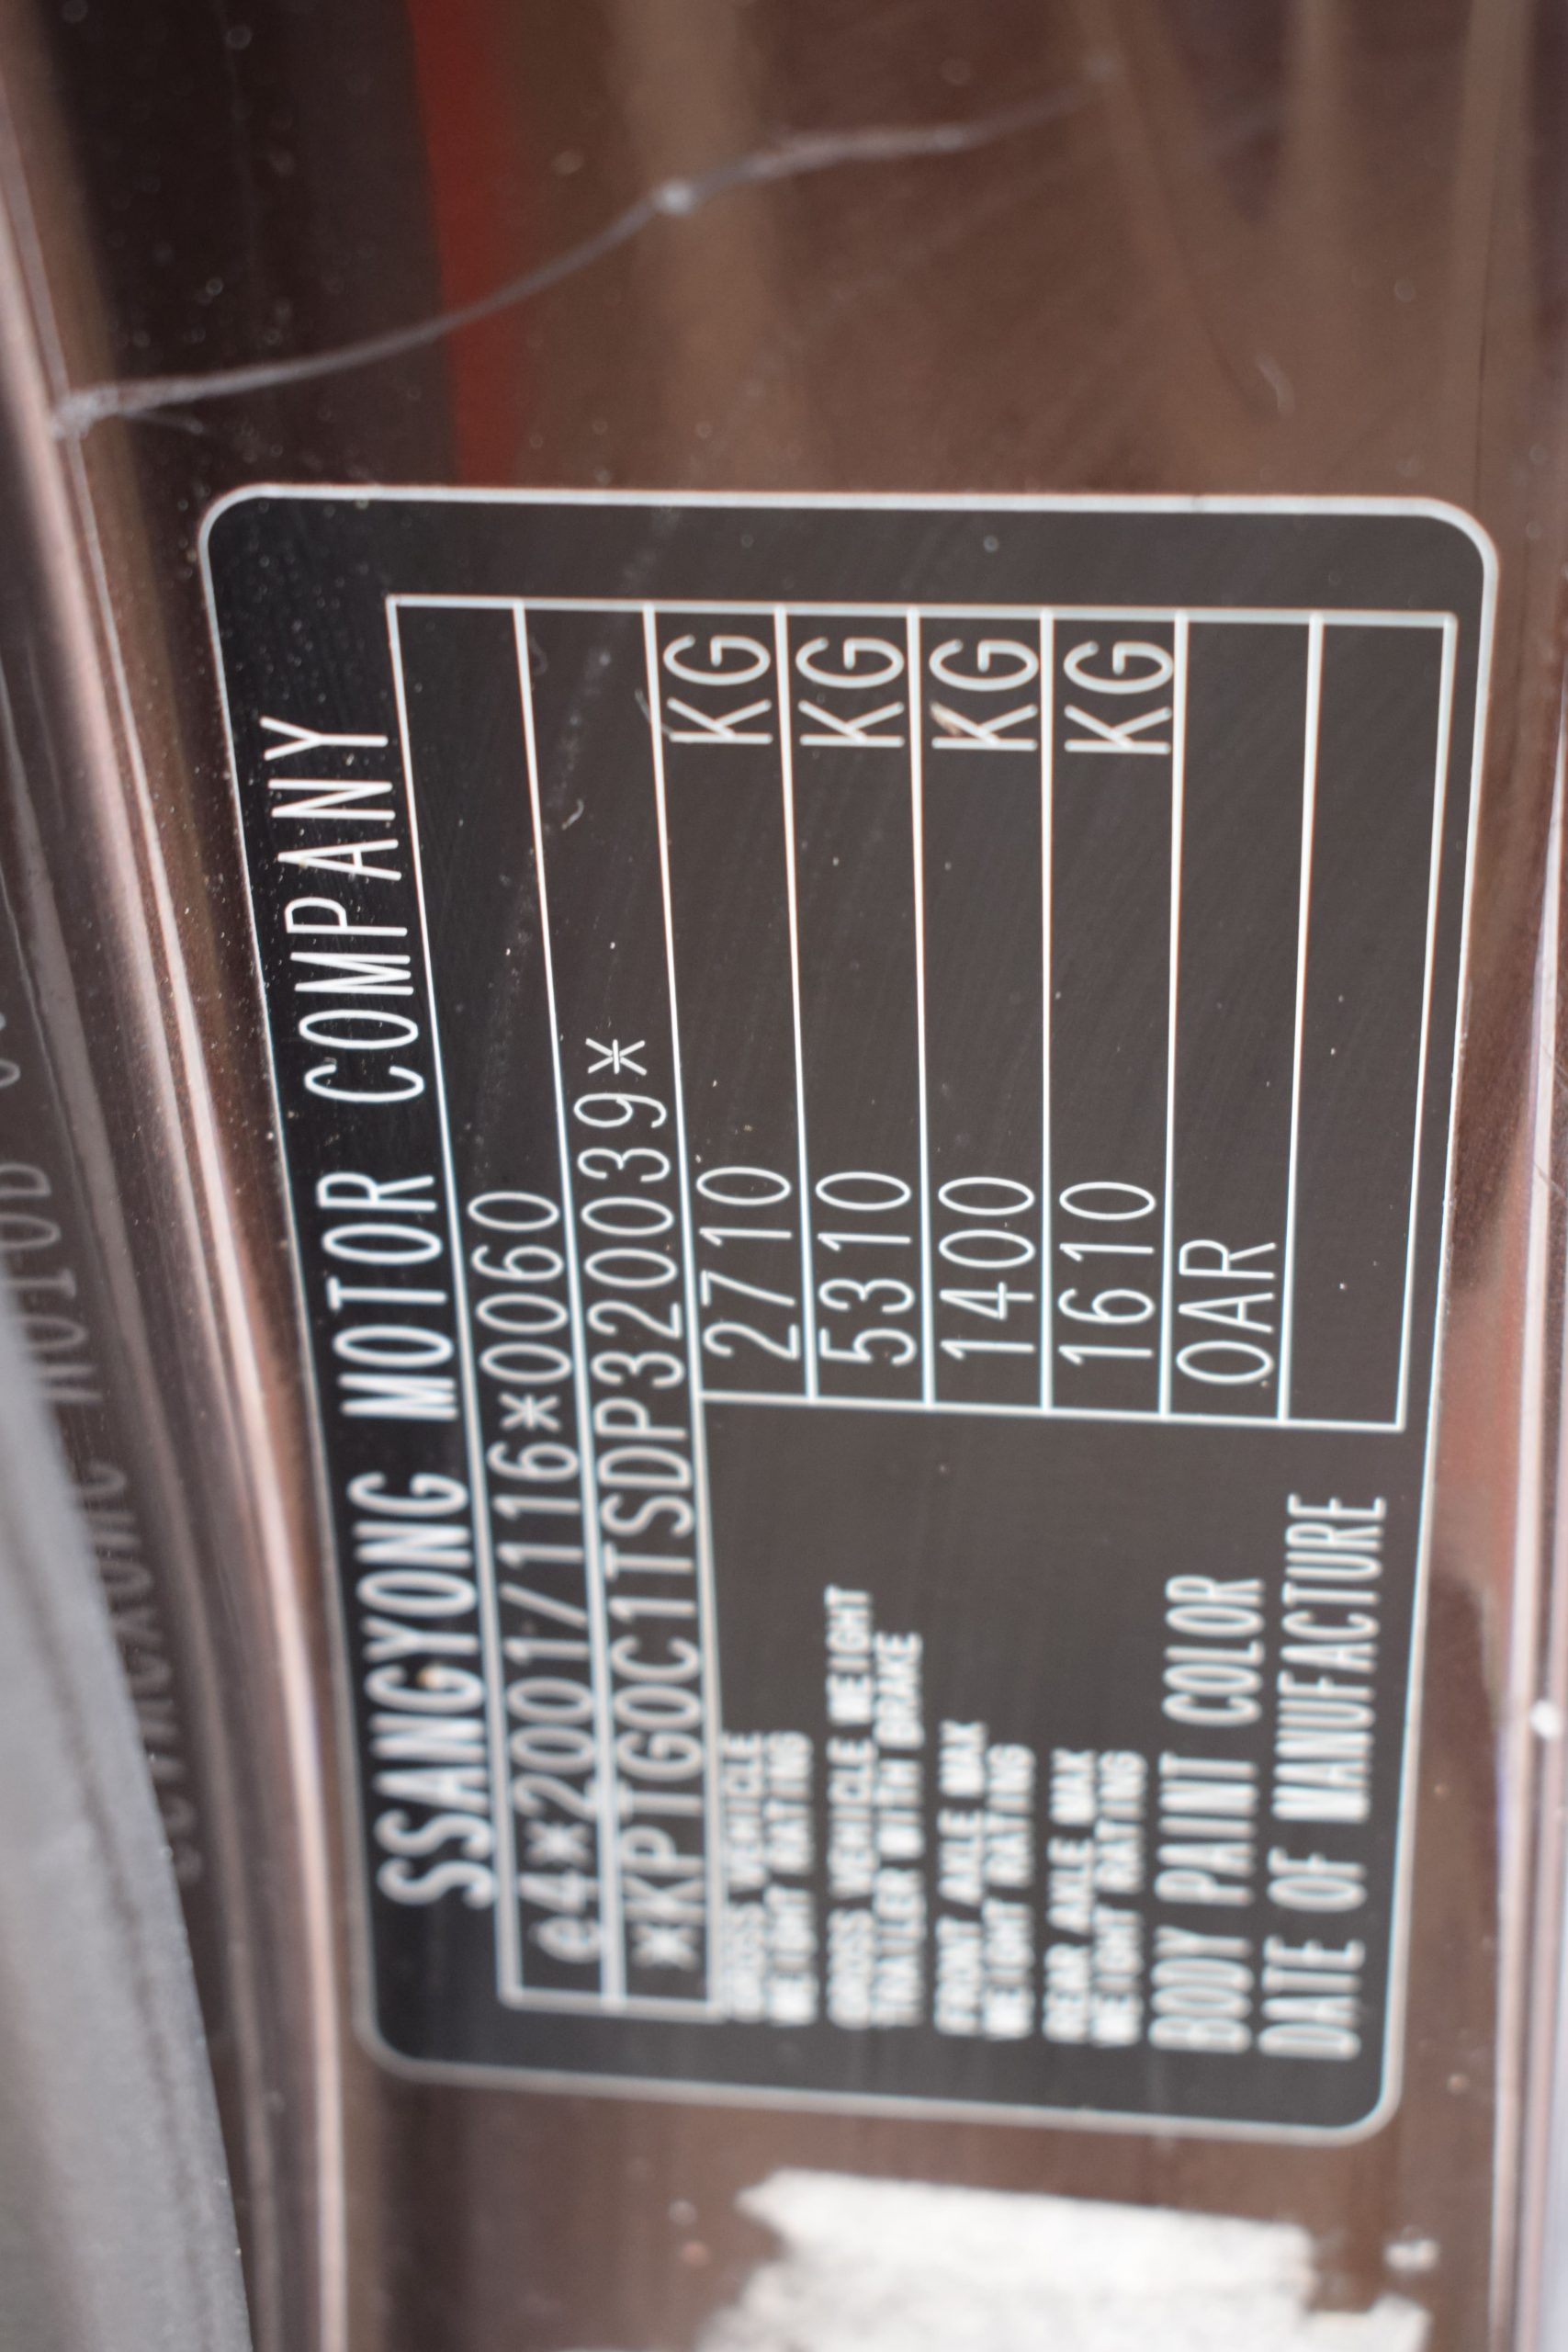 SSANGYONG MOTOR COMPANY
e4*2001/116*0060
*KPTG0C1TSDP320039*
GROSS VEHICLE
WEIGHT RATING
2710 KG
GROSS VEHICLE WEIGHT
TRAILER WITH BRAKE
5310 KG
FRONT AXLE MAX
WEIGHT RATING
1400 KG
REAR AXLE MAX
WEIGHT RATING
1610 KG
BODY PAINT COLOR OAR
DATE OF MANUFACTURE